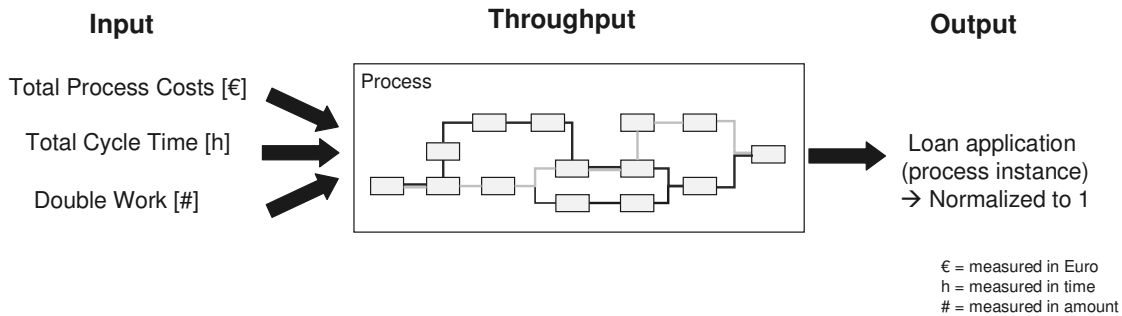 Input
Throughput
Output
Total Process Costs [€]
Total Cycle Time [h]
Double Work [#]
Process
Loan application
(process instance)
→ Normalized to 1
€ = measured in Euro
h = measured in time
# = measured in amount